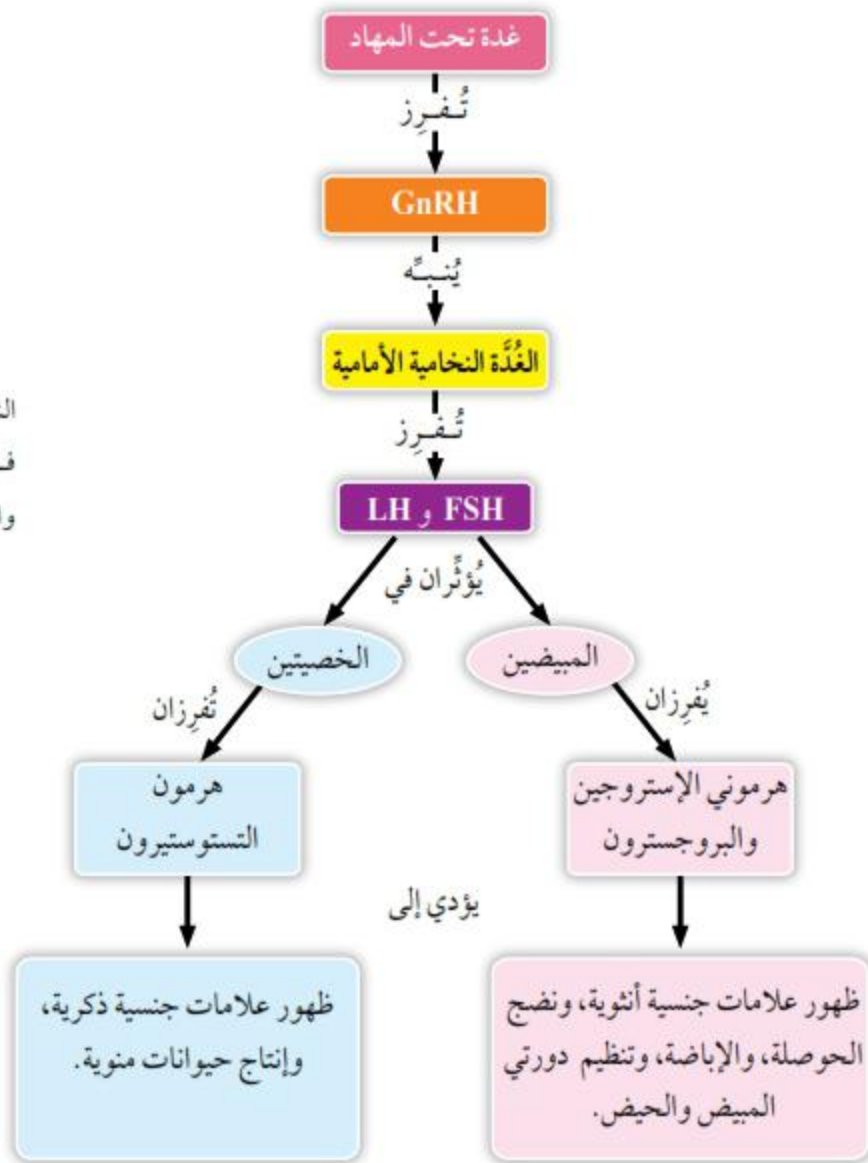 غدة تحت المهاد
تُفرِز
GnRH
يُنبِّه
الغُدَّة النخامية الأمامية
تُفرِز
FSH و LH
يُؤثِّران في
المبيضين
الخصيتين
يُفرِزان
تُفرِزان
هرموني الإستروجين
والبروجسترون
هرمون
التستوستيرون
يؤدي إلى
ظهور علامات جنسية أنثوية، ونضج
الحوصلة، والإباضة، وتنظيم دورتي
المبيض والحيض.
ظهور علامات جنسية ذكرية،
وإنتاج حيوانات منوية.